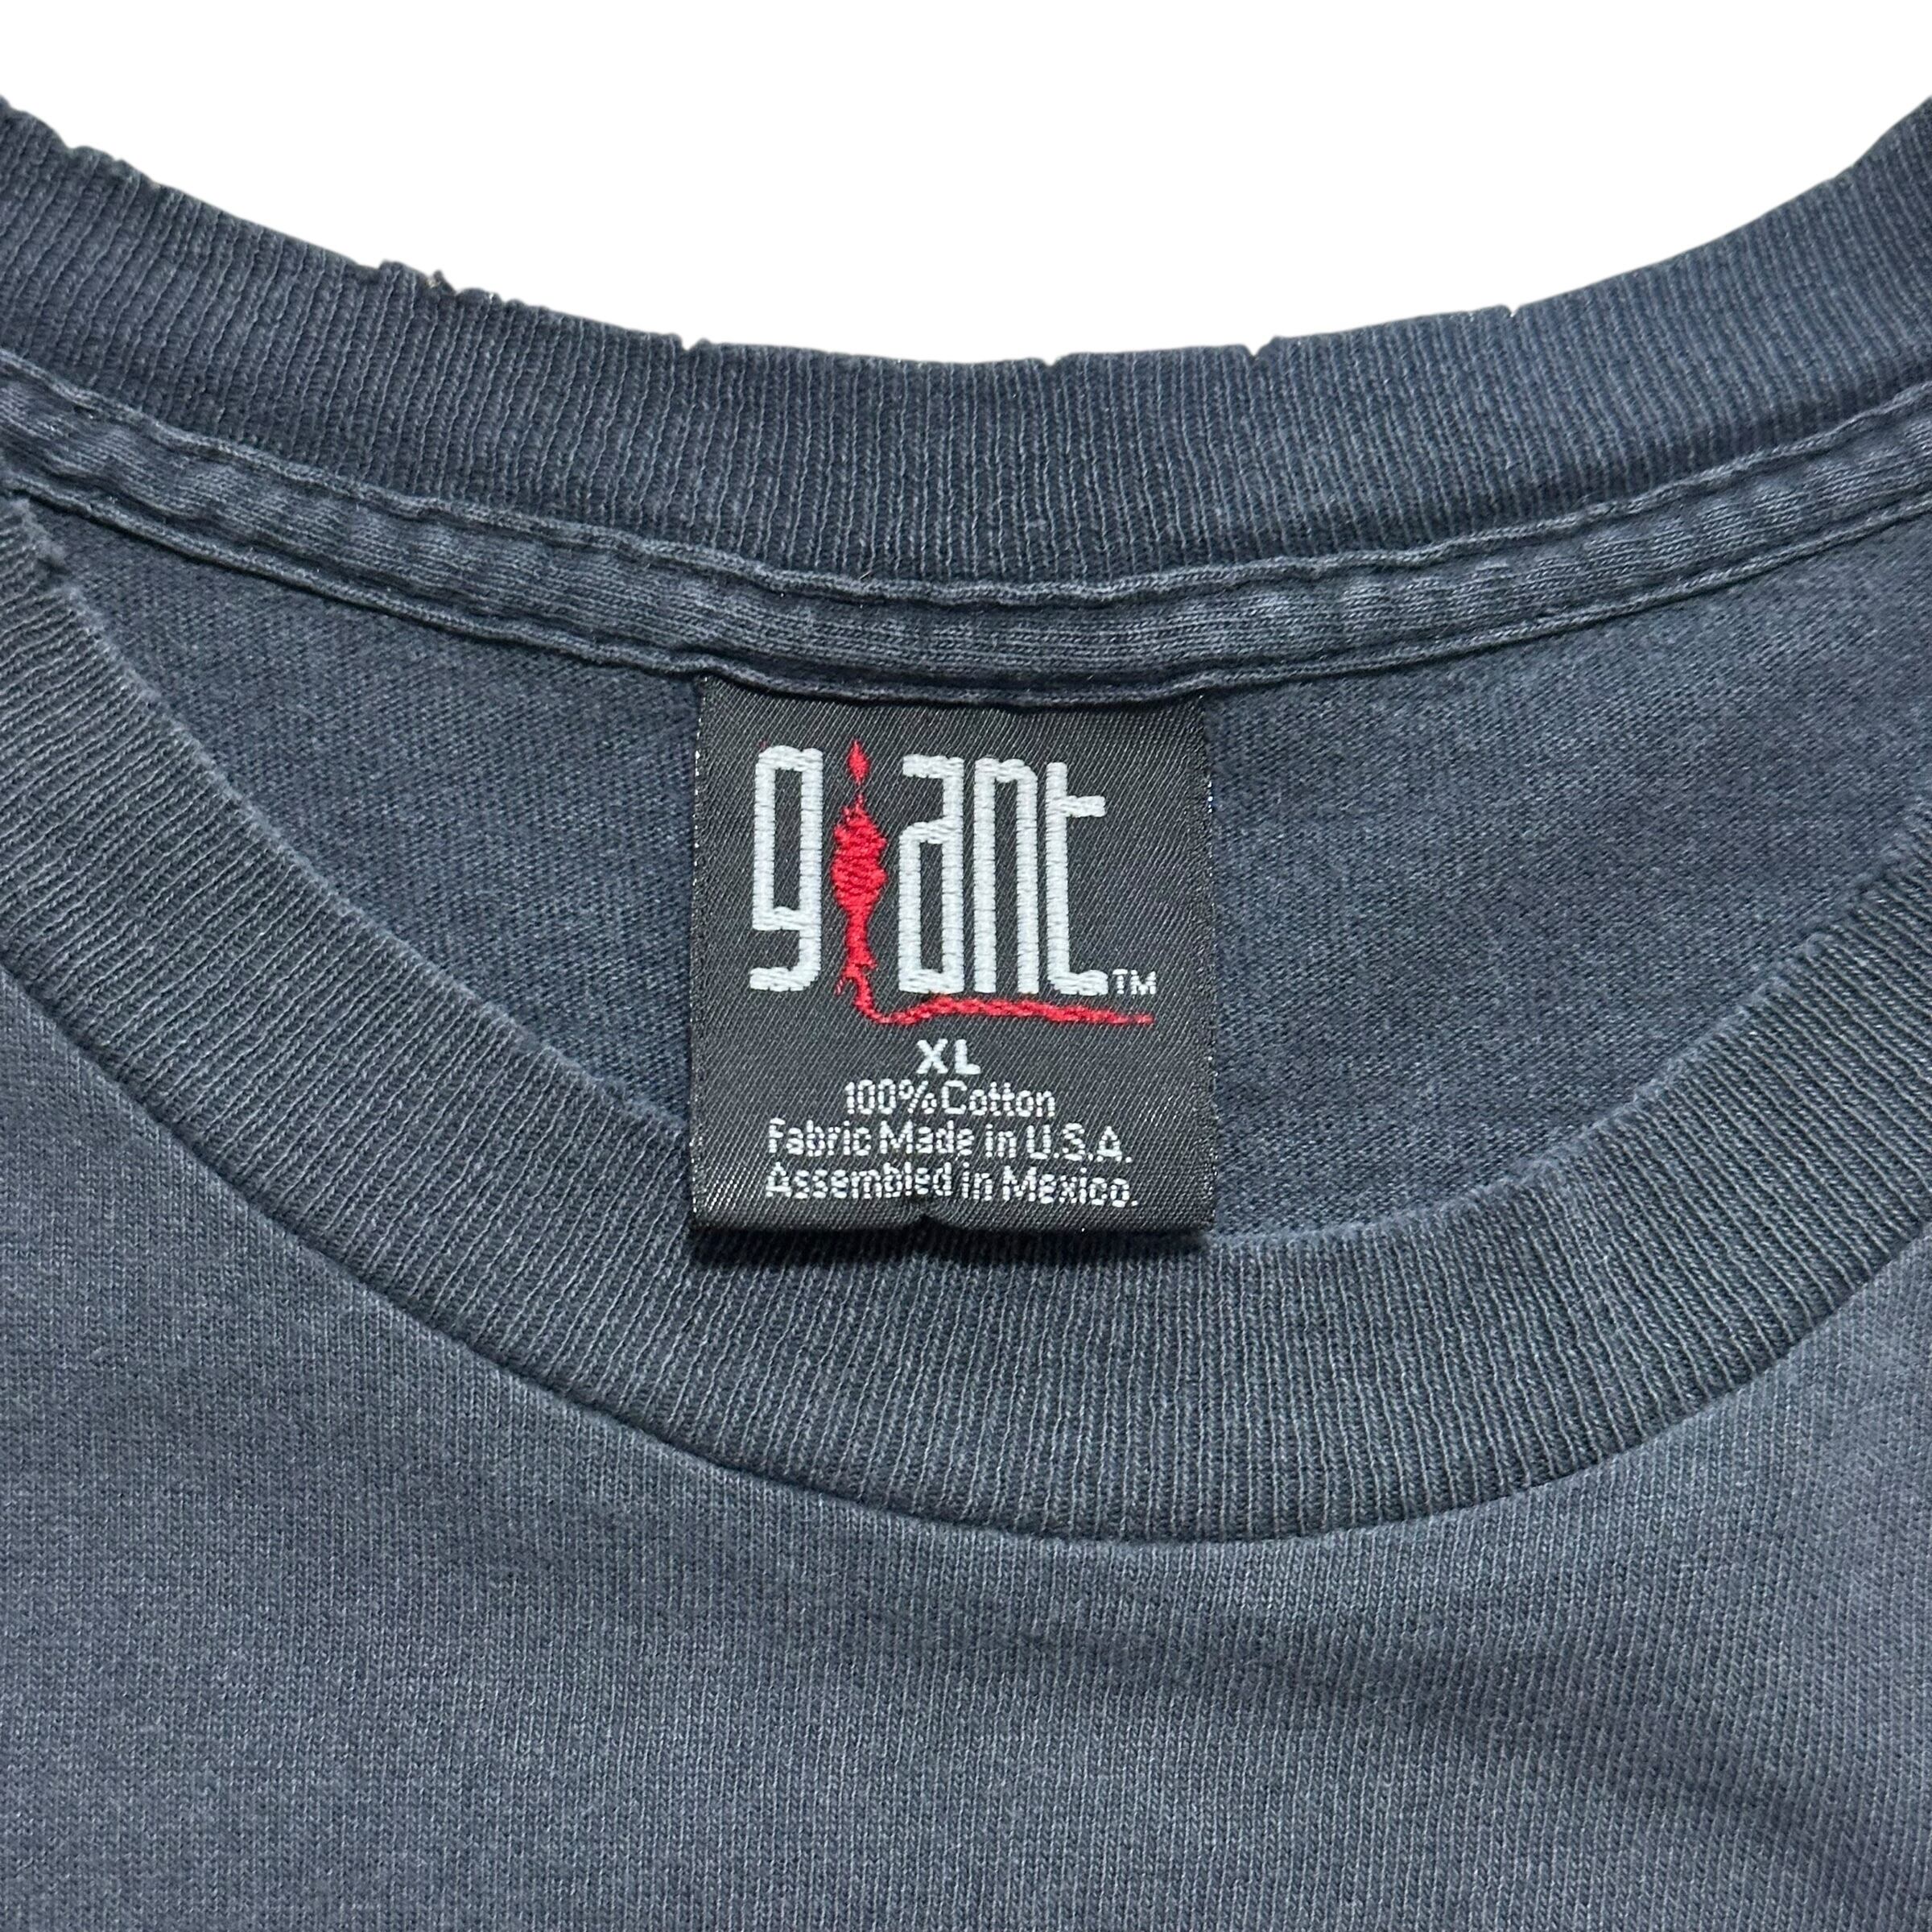 giant™
XL
100% Cotton
Fabric Made in U.S.A.
Assembled in Mexico.